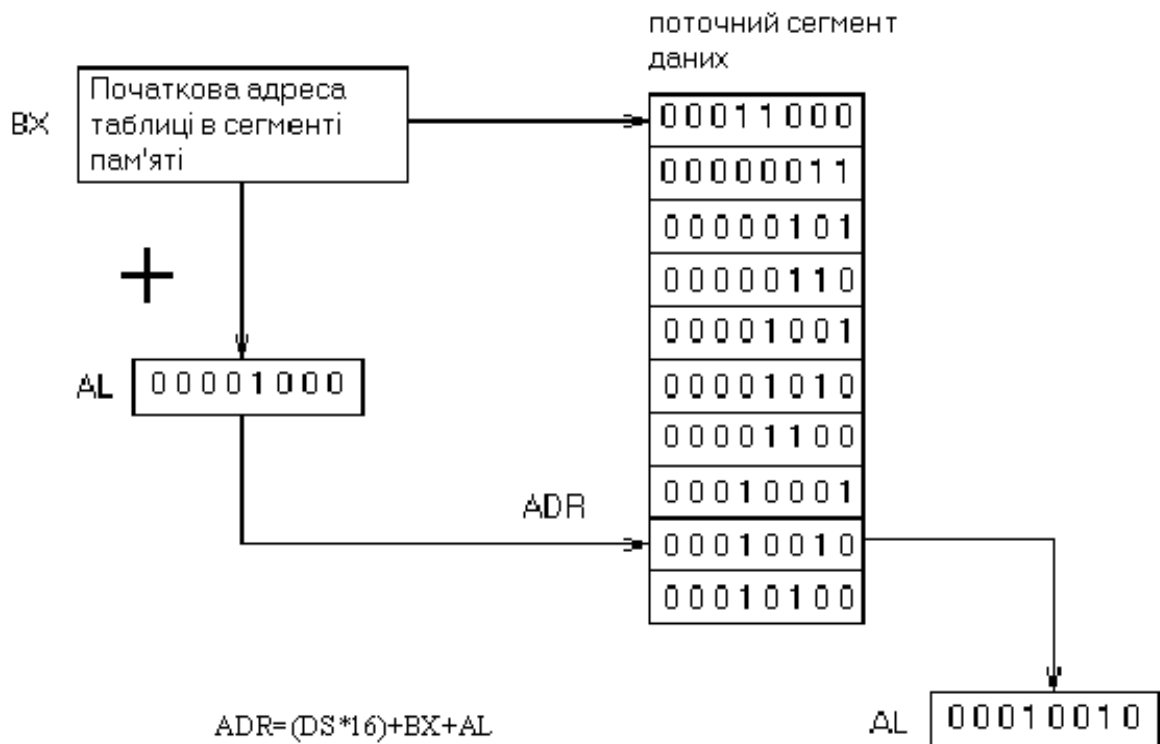 поточний сегмент
даних
BX
Початкова адреса
таблиці в сегменті
пам'яті
00011000
00000011
00000101
00000110
00001001
00001010
00001100
00010001
00010010
00010100
+
AL
00001000
ADR
ADR=(DS*16)+BX+AL
AL
00010010